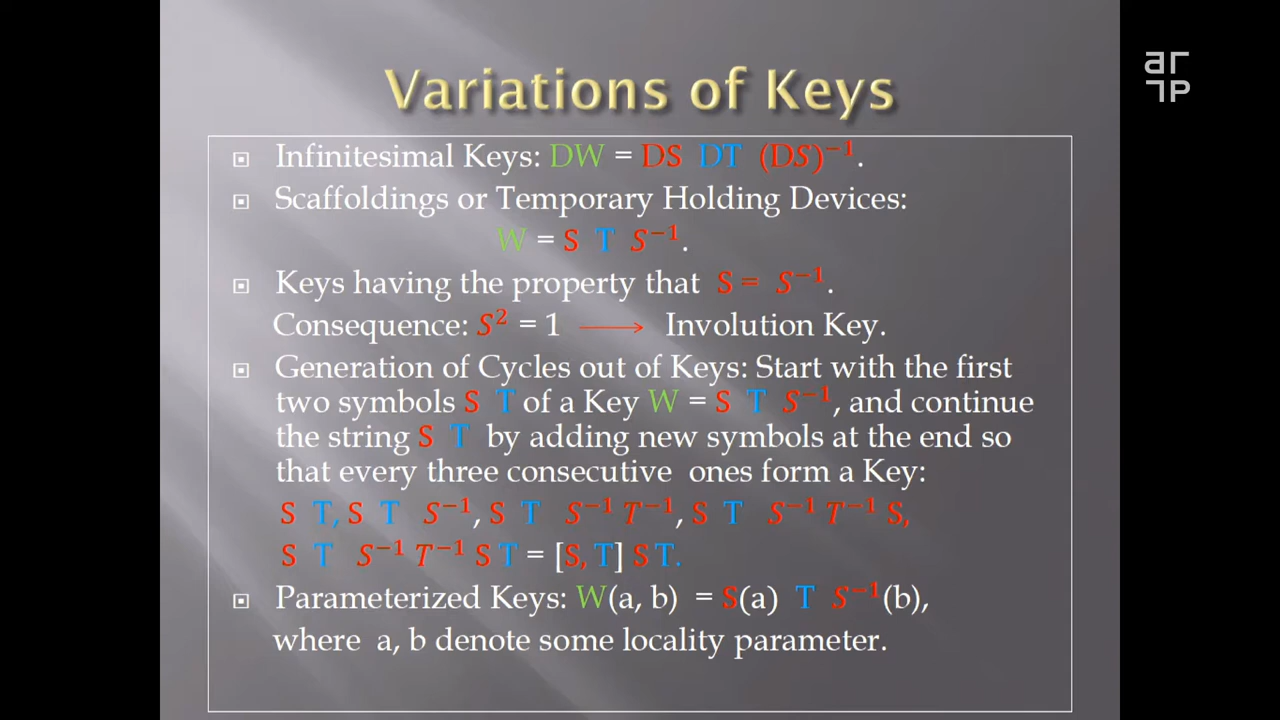 Variations of Keys
Infinitesimal Keys: DW = DS DT (DS)⁻¹.
Scaffoldings or Temporary Holding Devices:
W = S T S⁻¹.
Keys having the property that S = S⁻¹.
Consequence: S² = 1 ⟶ Involution Key.
Generation of Cycles out of Keys: Start with the first
two symbols S T of a Key W = S T S⁻¹, and continue
the string S T by adding new symbols at the end so
that every three consecutive ones form a Key:
S T, S T S⁻¹, S T S⁻¹ T⁻¹, S T S⁻¹ T⁻¹ S,
S T S⁻¹ T⁻¹ S T = [S, T] S T.
Parameterized Keys: W(a, b) = S(a) T S⁻¹(b),
where a, b denote some locality parameter.